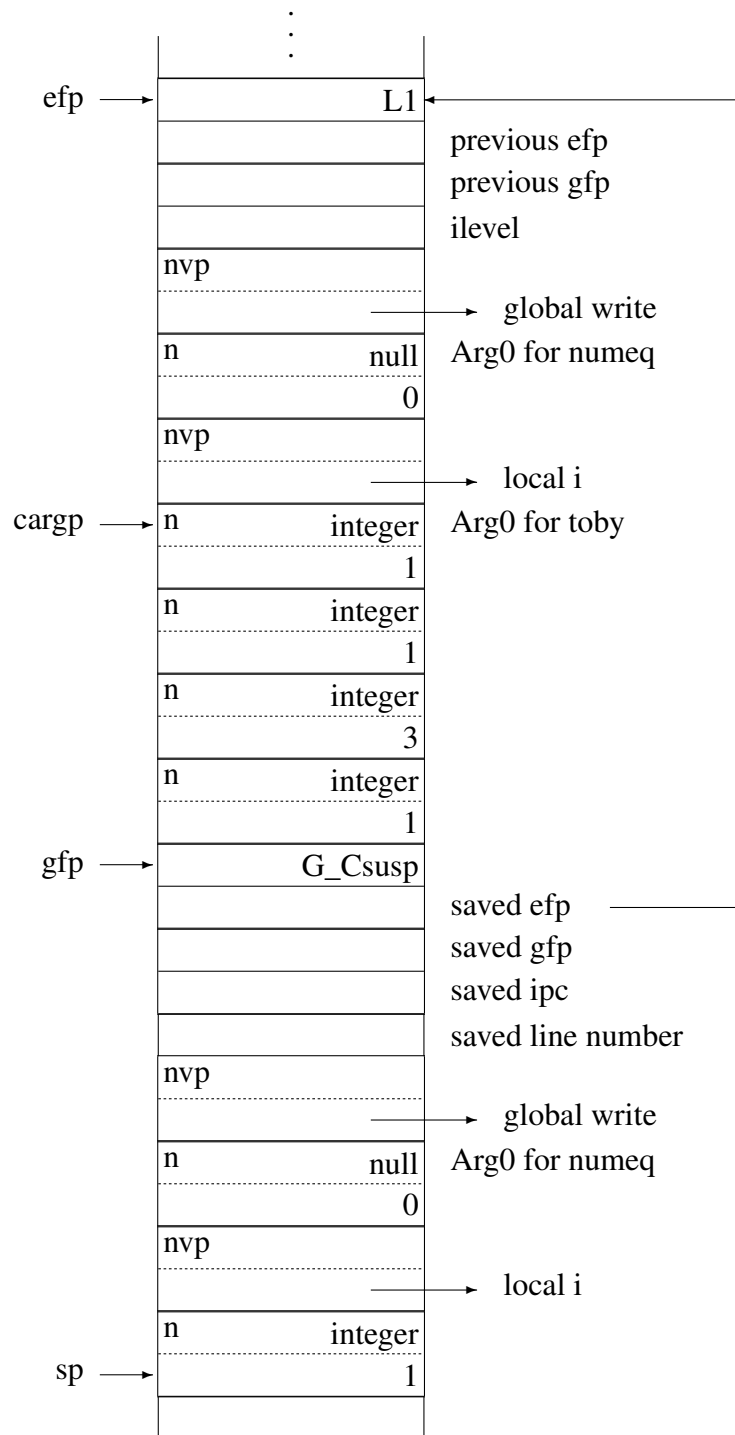 efp L1
previous efp
previous gfp
ilevel
nvp
global write
n null Arg0 for numeq
0
nvp
local i
cargp n integer Arg0 for toby
1
n integer
1
n integer
3
n integer
1
gfp G_Csusp
saved efp
saved gfp
saved ipc
saved line number
nvp
global write
n null Arg0 for numeq
0
nvp
local i
n integer
sp 1